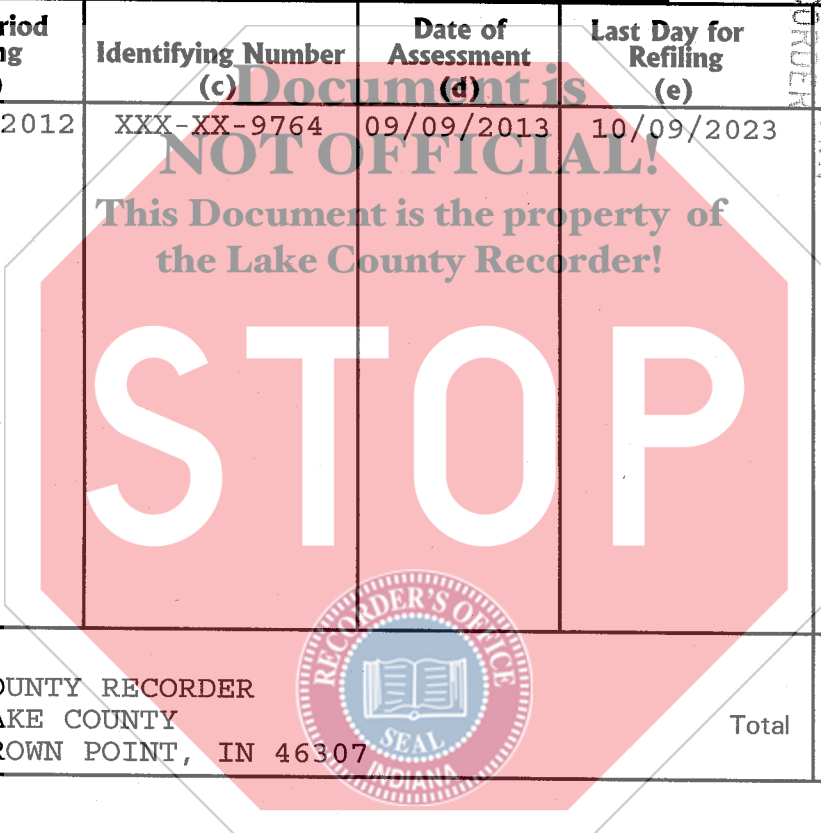 riod
ng
)
Identifying Number
(c)
Date of
Assessment
(d)
Last Day for
Refiling
(e)
ORDER
2012 XXX-XX-9764 09/09/2013 10/09/2023
Document is
NOT OFFICIAL!
This Document is the property of
the Lake County Recorder!
STOP
RECORDER'S OFFICE
SEAL
INDIANA
OUNTY RECORDER
AKE COUNTY
ROWN POINT, IN 46307
Total